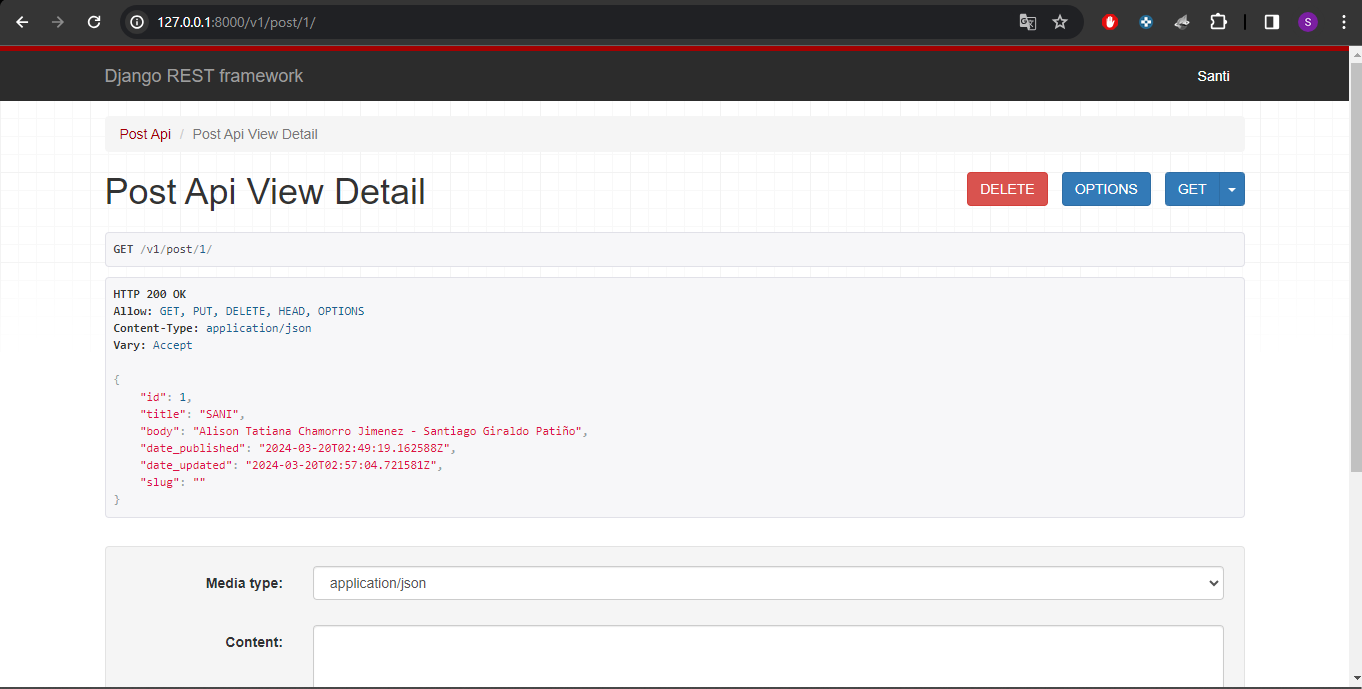 127.0.0.1:8000/v1/post/1/
S
Django REST framework
Santi
Post Api / Post Api View Detail
Post Api View Detail
DELETE
OPTIONS
GET
GET /v1/post/1/
HTTP 200 OK
Allow: GET, PUT, DELETE, HEAD, OPTIONS
Content-Type: application/json
Vary: Accept
{
"id": 1,
"title": "SANI",
"body": "Alison Tatiana Chamorro Jimenez - Santiago Giraldo Patiño",
"date_published": "2024-03-20T02:49:19.162588Z",
"date_updated": "2024-03-20T02:57:04.721581Z",
"slug": ""
}
Media type: application/json
Content: